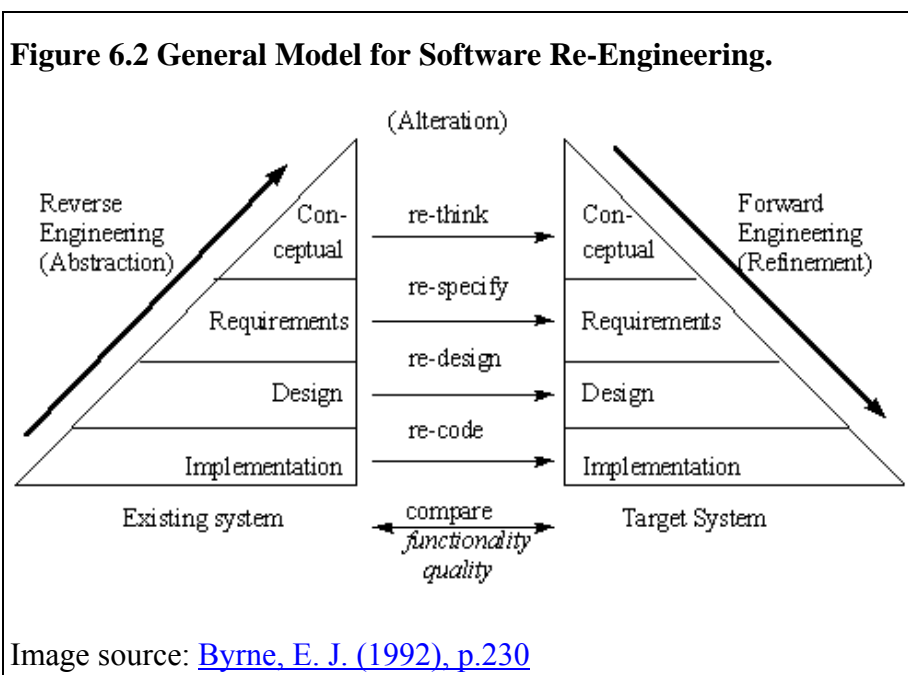 Figure 6.2 General Model for Software Re-Engineering.
(Alteration)
Reverse
Engineering
(Abstraction)
Con-
ceptual
Requirements
Design
Implementation
Existing system
re-think
re-specify
re-design
re-code
compare
functionality
quality
Con-
ceptual
Requirements
Design
Implementation
Target System
Forward
Engineering
(Refinement)
Image source: Byrne, E. J. (1992), p.230